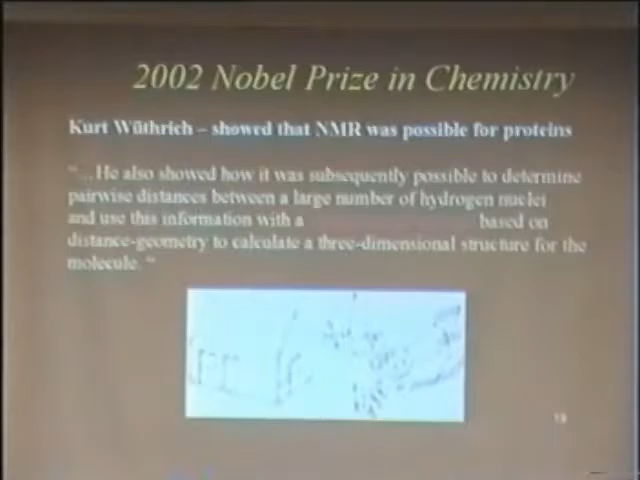 2002 Nobel Prize in Chemistry
Kurt Wüthrich – showed that NMR was possible for proteins
"...He also showed how it was subsequently possible to determine
pairwise distances between a large number of hydrogen nuclei
and use this information with a based on
distance-geometry to calculate a three-dimensional structure for the
molecule. "